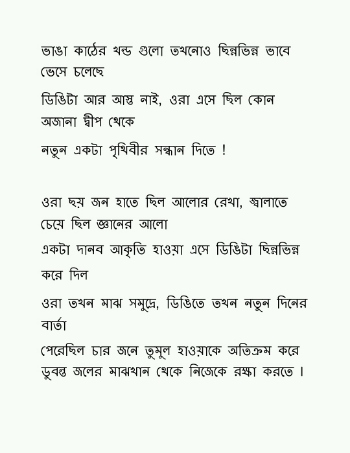 ভাঙা কাঠের খন্ড গুলো তখনোও ছিন্নভিন্ন ভাবে
ভেসে চলেছে
ডিঙিটা আর আস্ত নাই, ওরা এসে ছিল কোন
অজানা দ্বীপ থেকে
নতুন একটা পৃথিবীর সন্ধান দিতে !
ওরা ছয় জন হাতে ছিল আলোর রেখা, জ্বালাতে
চেয়ে ছিল জ্ঞানের আলো
একটা দানব আকৃতি হাওয়া এসে ডিঙিটা ছিন্নভিন্ন
করে দিল
ওরা তখন মাঝ সমুদ্রে, ডিঙিতে তখন নতুন দিনের
বার্তা
পেরেছিল চার জনে তুমুল হাওয়াকে অতিক্রম করে
ডুবন্ত জলের মাঝখান থেকে নিজেকে রক্ষা করতে ।